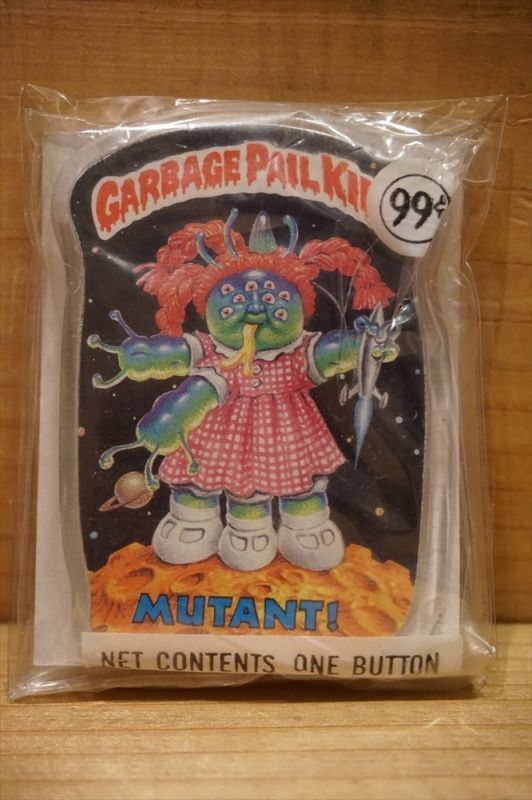 GARBAGE PAIL KI
99¢
MUTANT!
NET CONTENTS ONE BUTTON